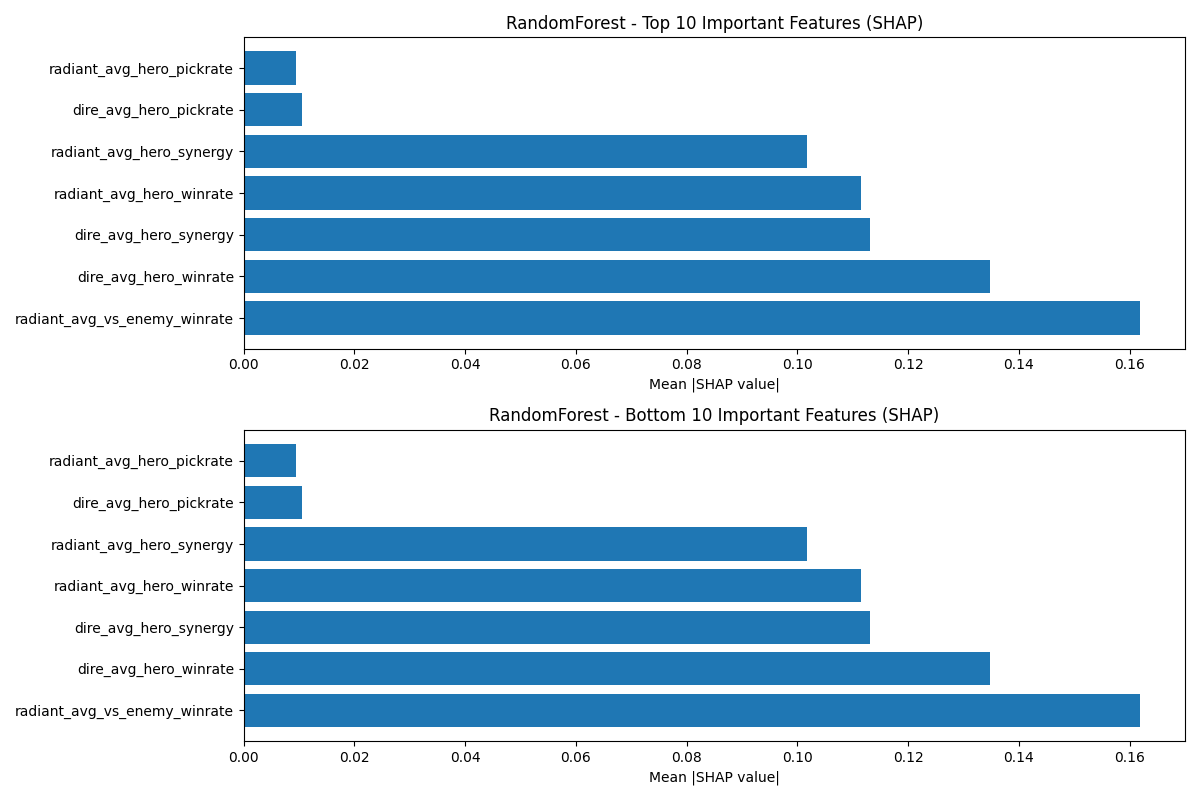 RandomForest - Top 10 Important Features (SHAP)
radiant_avg_hero_pickrate
dire_avg_hero_pickrate
radiant_avg_hero_synergy
radiant_avg_hero_winrate
dire_avg_hero_synergy
dire_avg_hero_winrate
radiant_avg_vs_enemy_winrate
0.00 0.02 0.04 0.06 0.08 0.10 0.12 0.14 0.16
Mean |SHAP value|
RandomForest - Bottom 10 Important Features (SHAP)
radiant_avg_hero_pickrate
dire_avg_hero_pickrate
radiant_avg_hero_synergy
radiant_avg_hero_winrate
dire_avg_hero_synergy
dire_avg_hero_winrate
radiant_avg_vs_enemy_winrate
0.00 0.02 0.04 0.06 0.08 0.10 0.12 0.14 0.16
Mean |SHAP value|